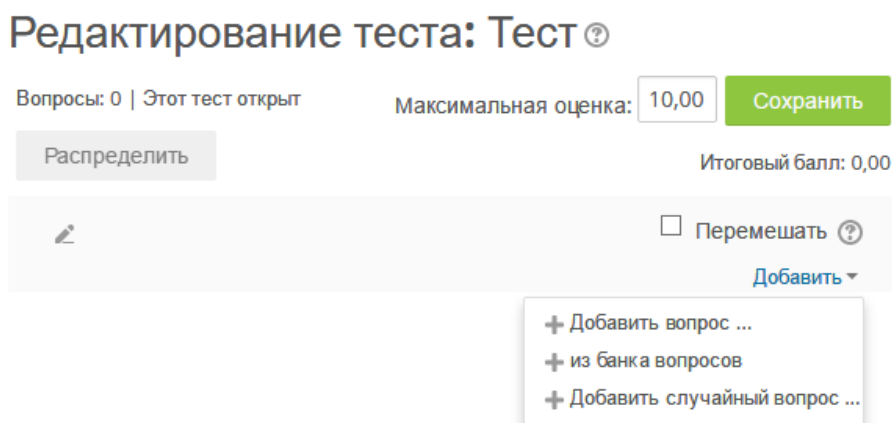 Редактирование теста: Тест
Вопросы: 0 | Этот тест открыт
Максимальная оценка: 10,00 Сохранить
Распределить
Итоговый балл: 0,00
Перемешать
Добавить
Добавить вопрос ...
из банка вопросов
Добавить случайный вопрос ...